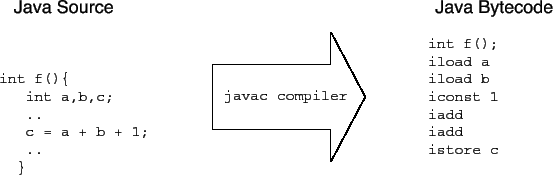 Java Source
int f(){
int a,b,c;
..
c = a + b + 1;
..
}
javac compiler
Java Bytecode
int f();
iload a
iload b
iconst 1
iadd
iadd
istore c